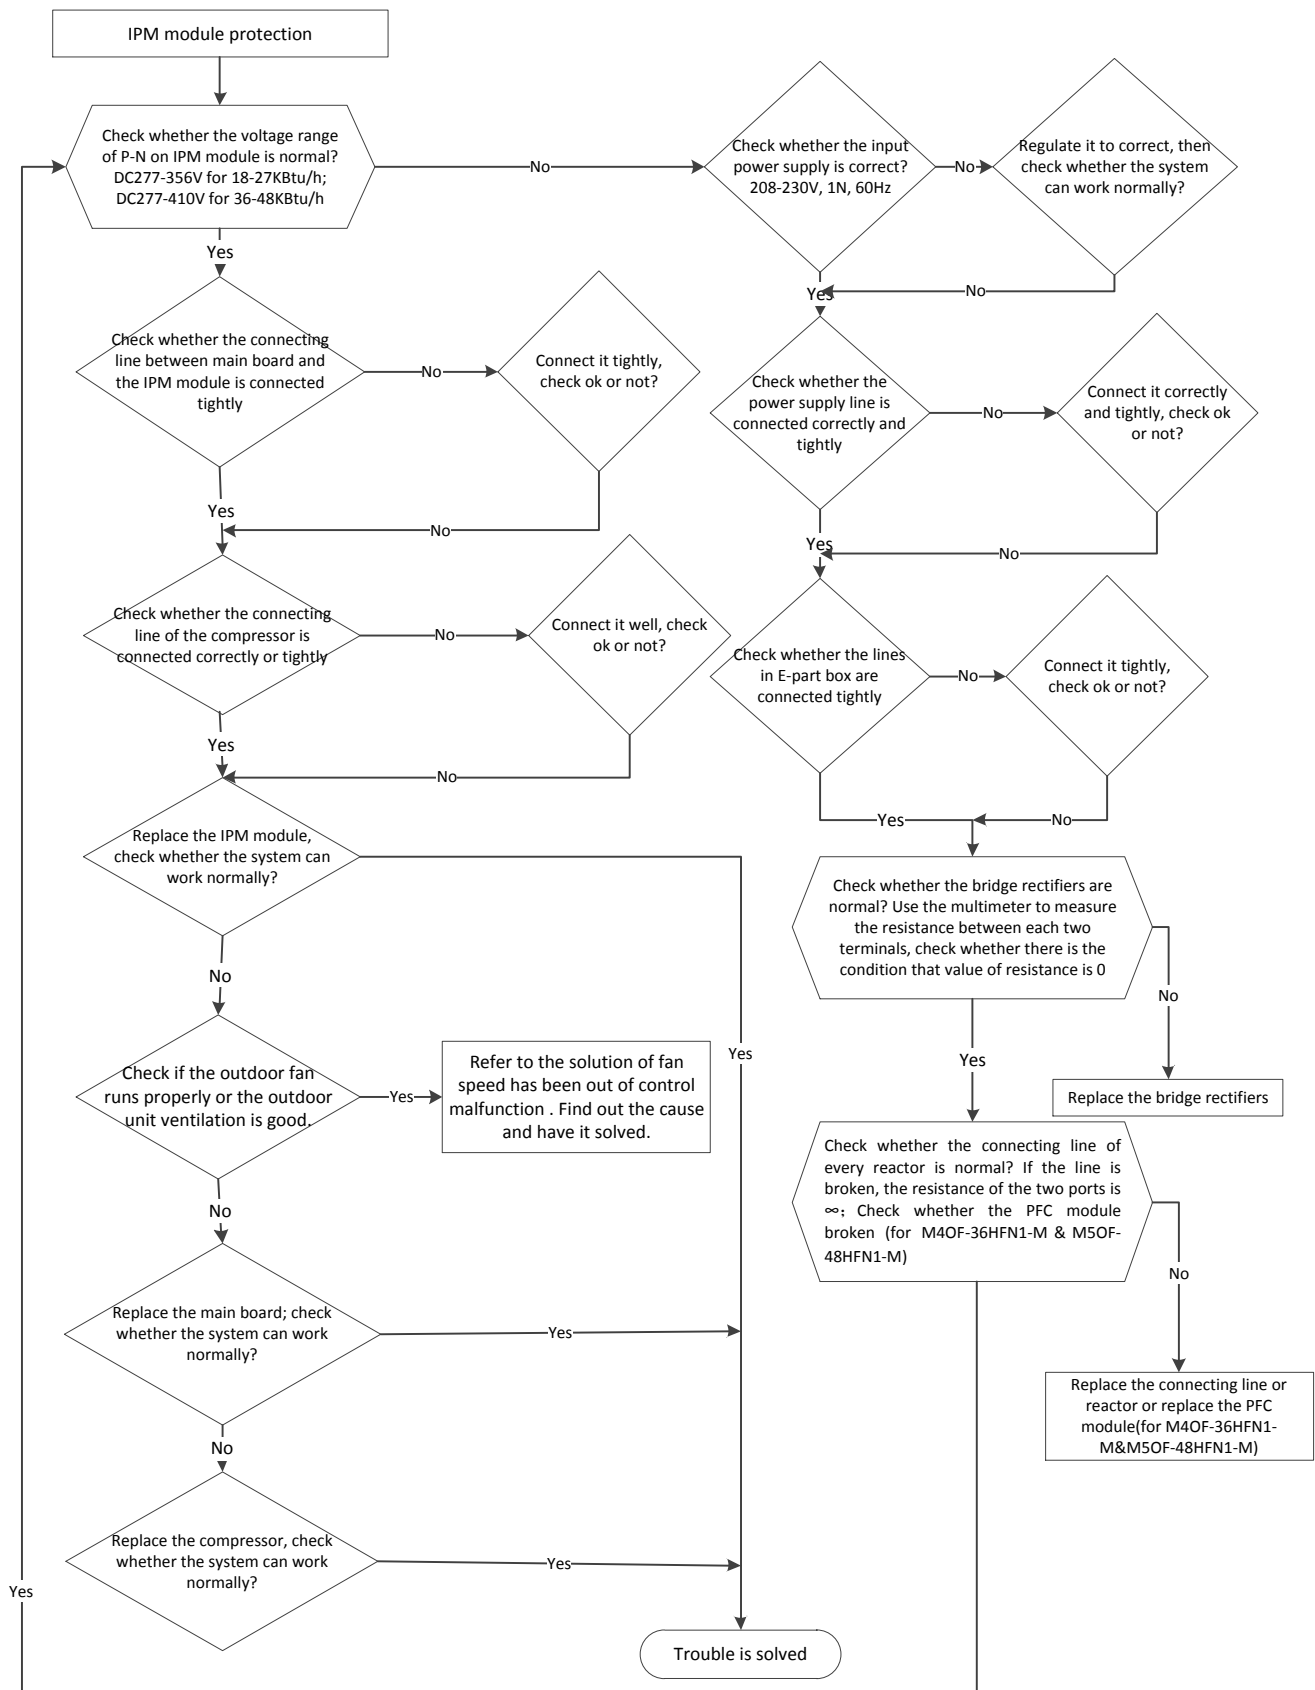 IPM module protection
Check whether the voltage range
of P-N on IPM module is normal?
DC277-356V for 18-27KBtu/h;
DC277-410V for 36-48KBtu/h
No
Check whether the input
power supply is correct?
208-230V, 1N, 60Hz
No
Regulate it to correct, then
check whether the system
can work normally?
Yes
Yes
No
Check whether the connecting
line between main board and
the IPM module is connected
tightly
No
Connect it tightly,
check ok or not?
Check whether the
power supply line is
connected correctly and
tightly
No
Connect it correctly
and tightly, check ok
or not?
Yes
No
Yes
No
Check whether the connecting
line of the compressor is
connected correctly or tightly
No
Connect it well, check
ok or not?
Check whether the lines
in E-part box are
connected tightly
No
Connect it tightly,
check ok or not?
Yes
No
Yes
No
Replace the IPM module,
check whether the system can
work normally?
Check whether the bridge rectifiers are
normal? Use the multimeter to measure
the resistance between each two
terminals, check whether there is the
condition that value of resistance is 0
No
No
Yes
Yes
Check if the outdoor fan
runs properly or the outdoor
unit ventilation is good.
Yes
Refer to the solution of fan
speed has been out of control
malfunction . Find out the cause
and have it solved.
Replace the bridge rectifiers
Check whether the connecting line of
every reactor is normal? If the line is
broken, the resistance of the two ports is
∞; Check whether the PFC module
broken (for M4OF-36HFN1-M & M5OF-
48HFN1-M)
No
No
Replace the main board; check
whether the system can work
normally?
Yes
Replace the connecting line or
reactor or replace the PFC
module(for M4OF-36HFN1-
M&M5OF-48HFN1-M)
No
Replace the compressor, check
whether the system can work
normally?
Yes
Yes
Trouble is solved